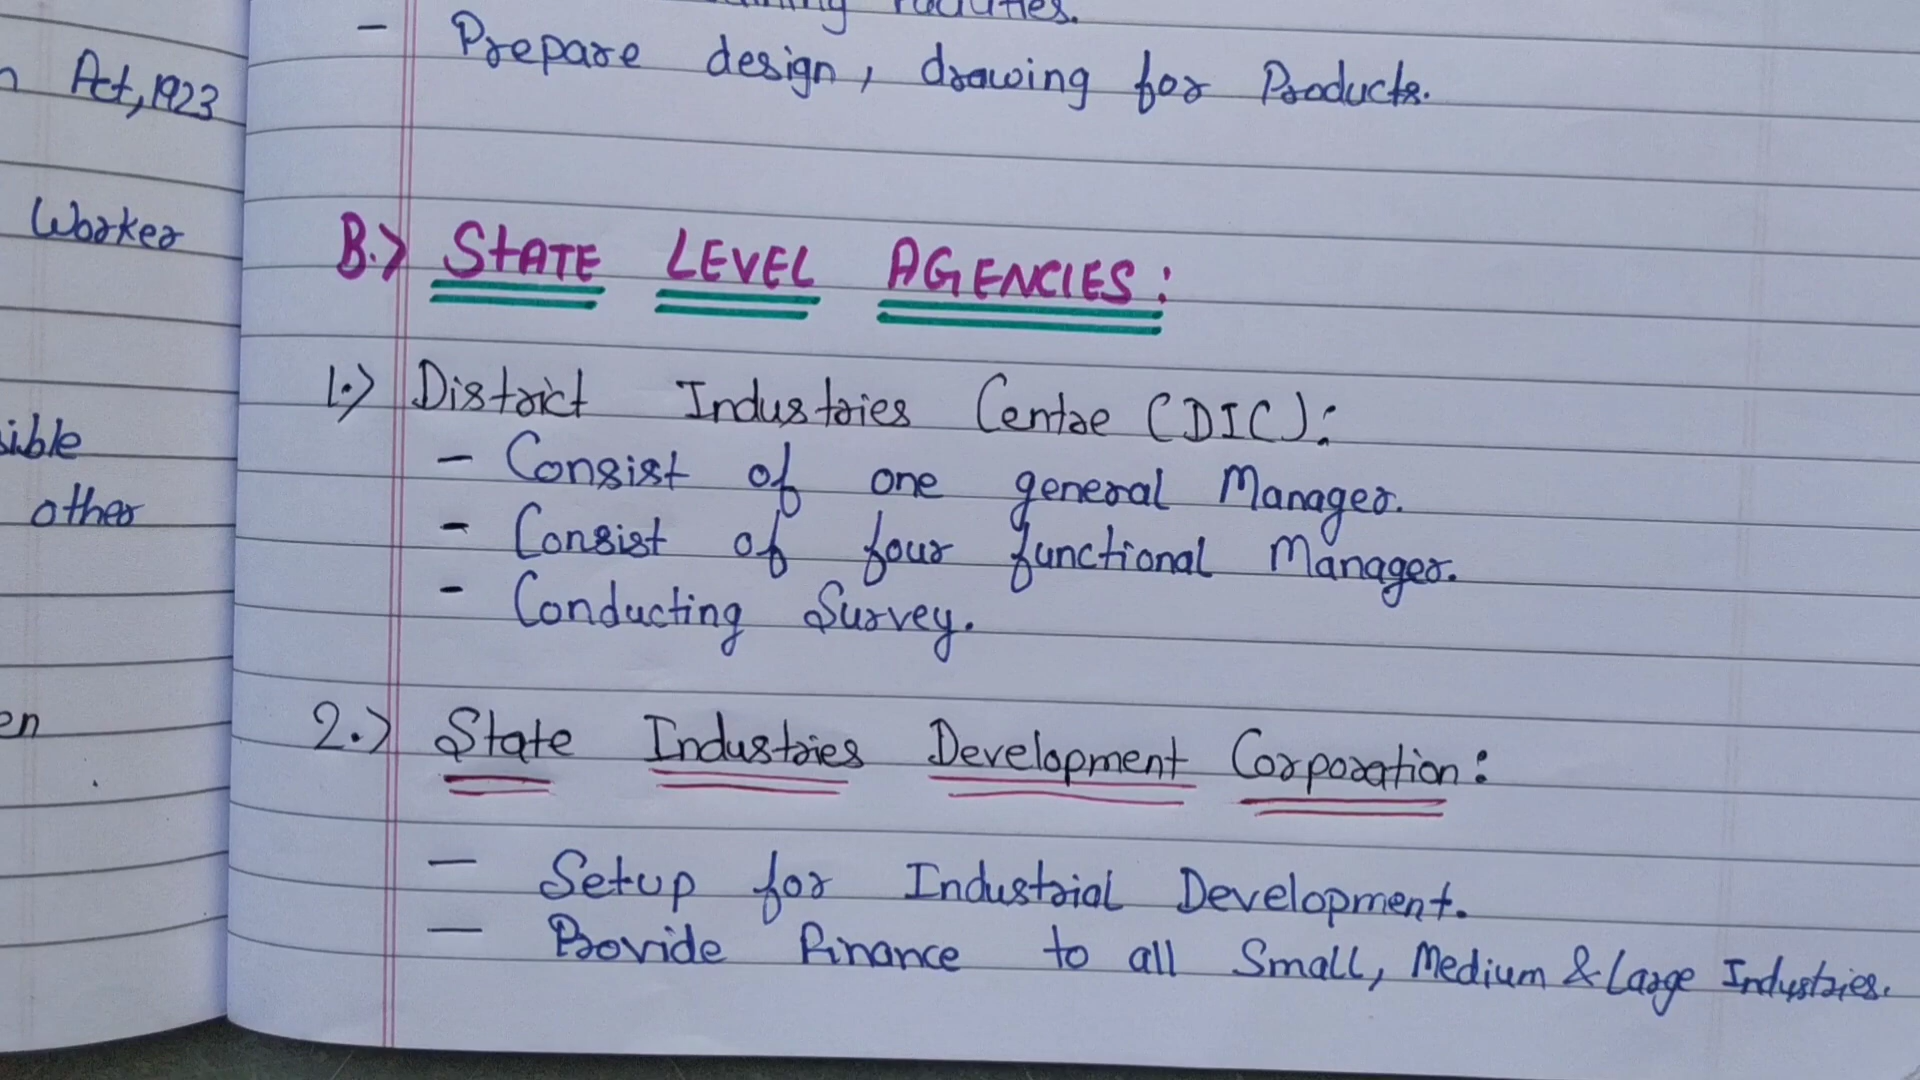 Act, 1923
Worker
other
en
facilities.
- Prepare design, drawing for Products.
B.) STATE LEVEL AGENCIES:
1.) District Industries Centre (DIC):
- Consist of one general Manager.
- Consist of four functional Manager.
- Conducting Survey.
2.) State Industries Development Corporation:
- Setup for Industrial Development.
- Provide Finance to all Small, Medium & Large Industries.